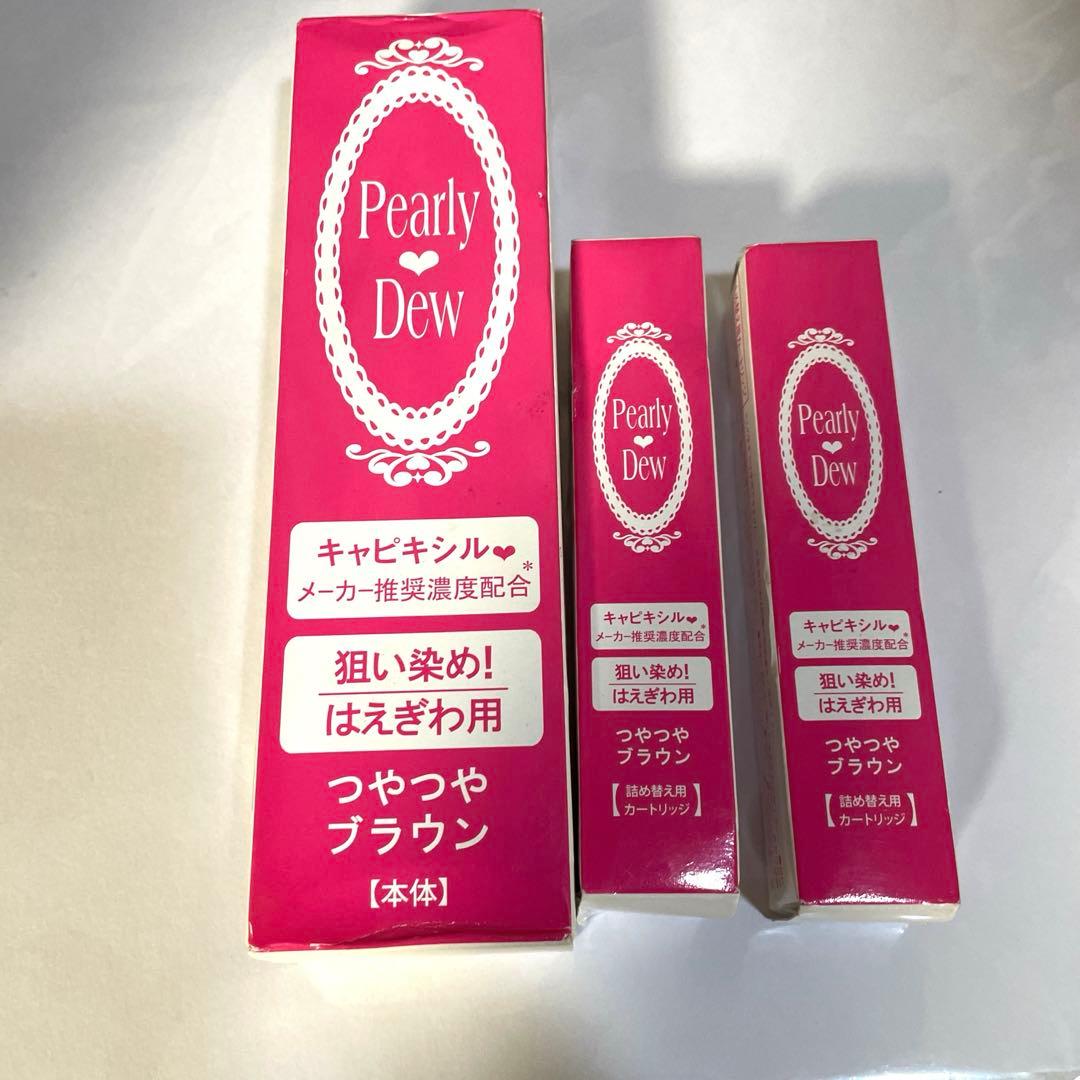 Pearly
❤
Dew
キャピキシル❤
メーカー推奨濃度配合*
狙い染め!
はえぎわ用
つやつや
ブラウン
【本体】
Pearly
❤
Dew
キャピキシル❤
メーカー推奨濃度配合*
狙い染め!
はえぎわ用
つやつや
ブラウン
【詰め替え用
カートリッジ】
Pearly
❤
Dew
キャピキシル❤
メーカー推奨濃度配合*
狙い染め!
はえぎわ用
つやつや
ブラウン
【詰め替え用
カートリッジ】